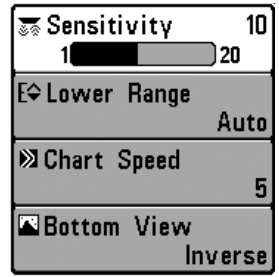 Sensitivity 10
1 20
Lower Range
Auto
Chart Speed
5
Bottom View
Inverse